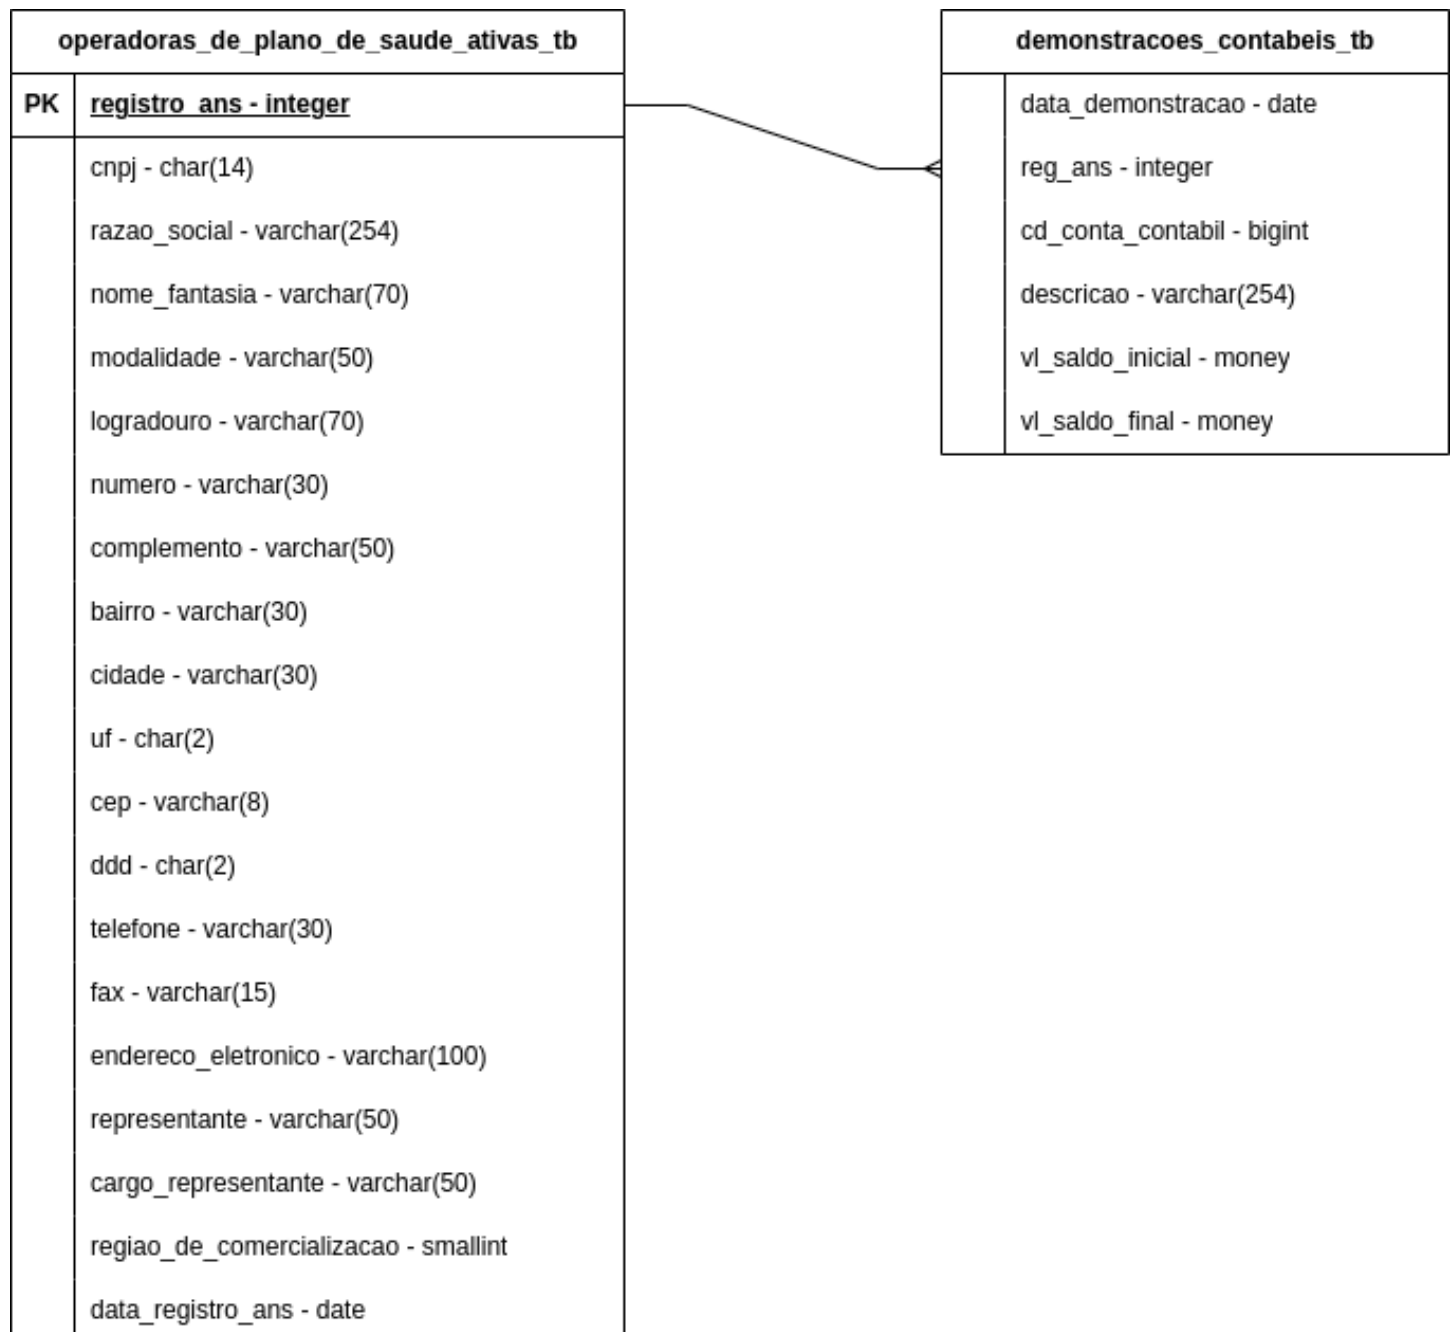 operadoras_de_plano_de_saude_ativas_tb
PK registro_ans - integer
cnpj - char(14)
razao_social - varchar(254)
nome_fantasia - varchar(70)
modalidade - varchar(50)
logradouro - varchar(70)
numero - varchar(30)
complemento - varchar(50)
bairro - varchar(30)
cidade - varchar(30)
uf - char(2)
cep - varchar(8)
ddd - char(2)
telefone - varchar(30)
fax - varchar(15)
endereco_eletronico - varchar(100)
representante - varchar(50)
cargo_representante - varchar(50)
regiao_de_comercializacao - smallint
data_registro_ans - date
demonstracoes_contabeis_tb
data_demonstracao - date
reg_ans - integer
cd_conta_contabil - bigint
descricao - varchar(254)
vl_saldo_inicial - money
vl_saldo_final - money